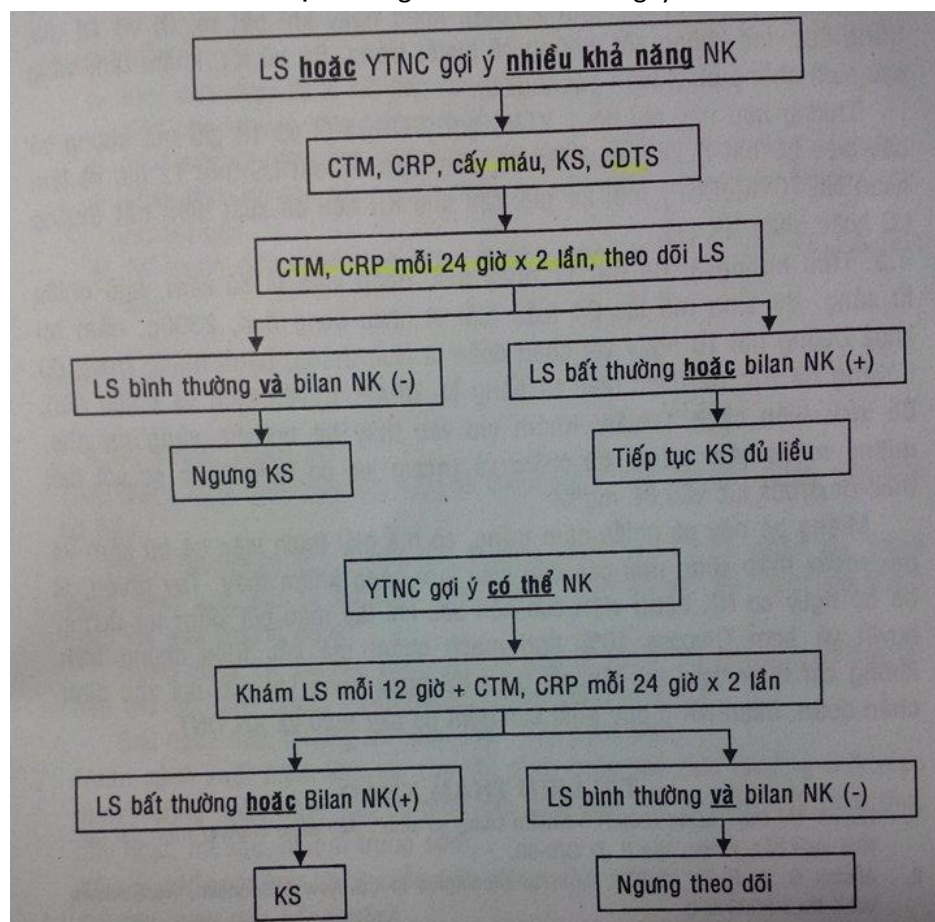 LS hoặc YTNC gợi ý nhiều khả năng NK
CTM, CRP, cấy máu, KS, CDTS
CTM, CRP mỗi 24 giờ x 2 lần, theo dõi LS
LS bình thường và bilan NK (-)
LS bất thường hoặc bilan NK (+)
Ngưng KS
Tiếp tục KS đủ liều
YTNC gợi ý có thể NK
Khám LS mỗi 12 giờ + CTM, CRP mỗi 24 giờ x 2 lần
LS bất thường hoặc Bilan NK(+)
LS bình thường và bilan NK (-)
KS
Ngưng theo dõi